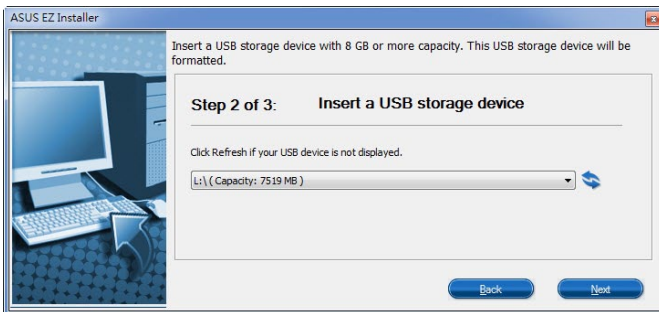 ASUS EZ Installer
Insert a USB storage device with 8 GB or more capacity. This USB storage device will be
formatted.
Step 2 of 3: Insert a USB storage device
Click Refresh if your USB device is not displayed.
L:\ ( Capacity: 7519 MB )
Back Next